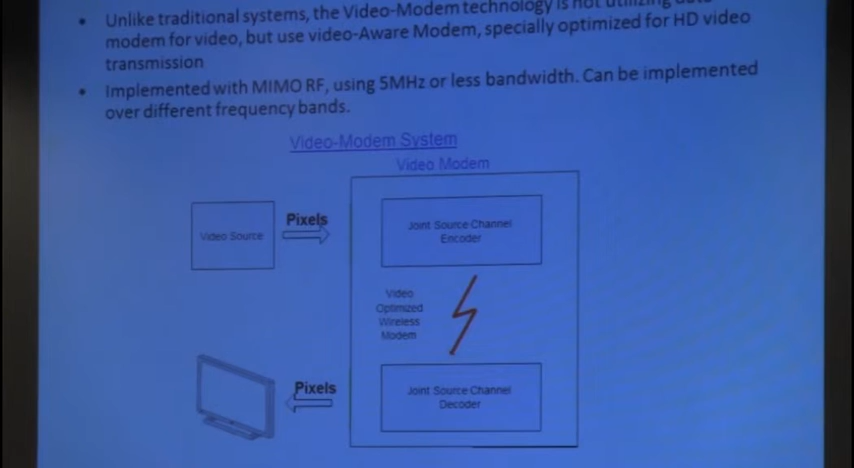 • Unlike traditional systems, the Video-Modem technology is not utilizing data
modem for video, but use video-Aware Modem, specially optimized for HD video
transmission
• Implemented with MIMO RF, using 5MHz or less bandwidth. Can be implemented
over different frequency bands.
Video-Modem System
Video Modem
Video Source
Pixels
Joint Source Channel
Encoder
Video
Optimized
Wireless
Modem
Pixels
Joint Source Channel
Decoder